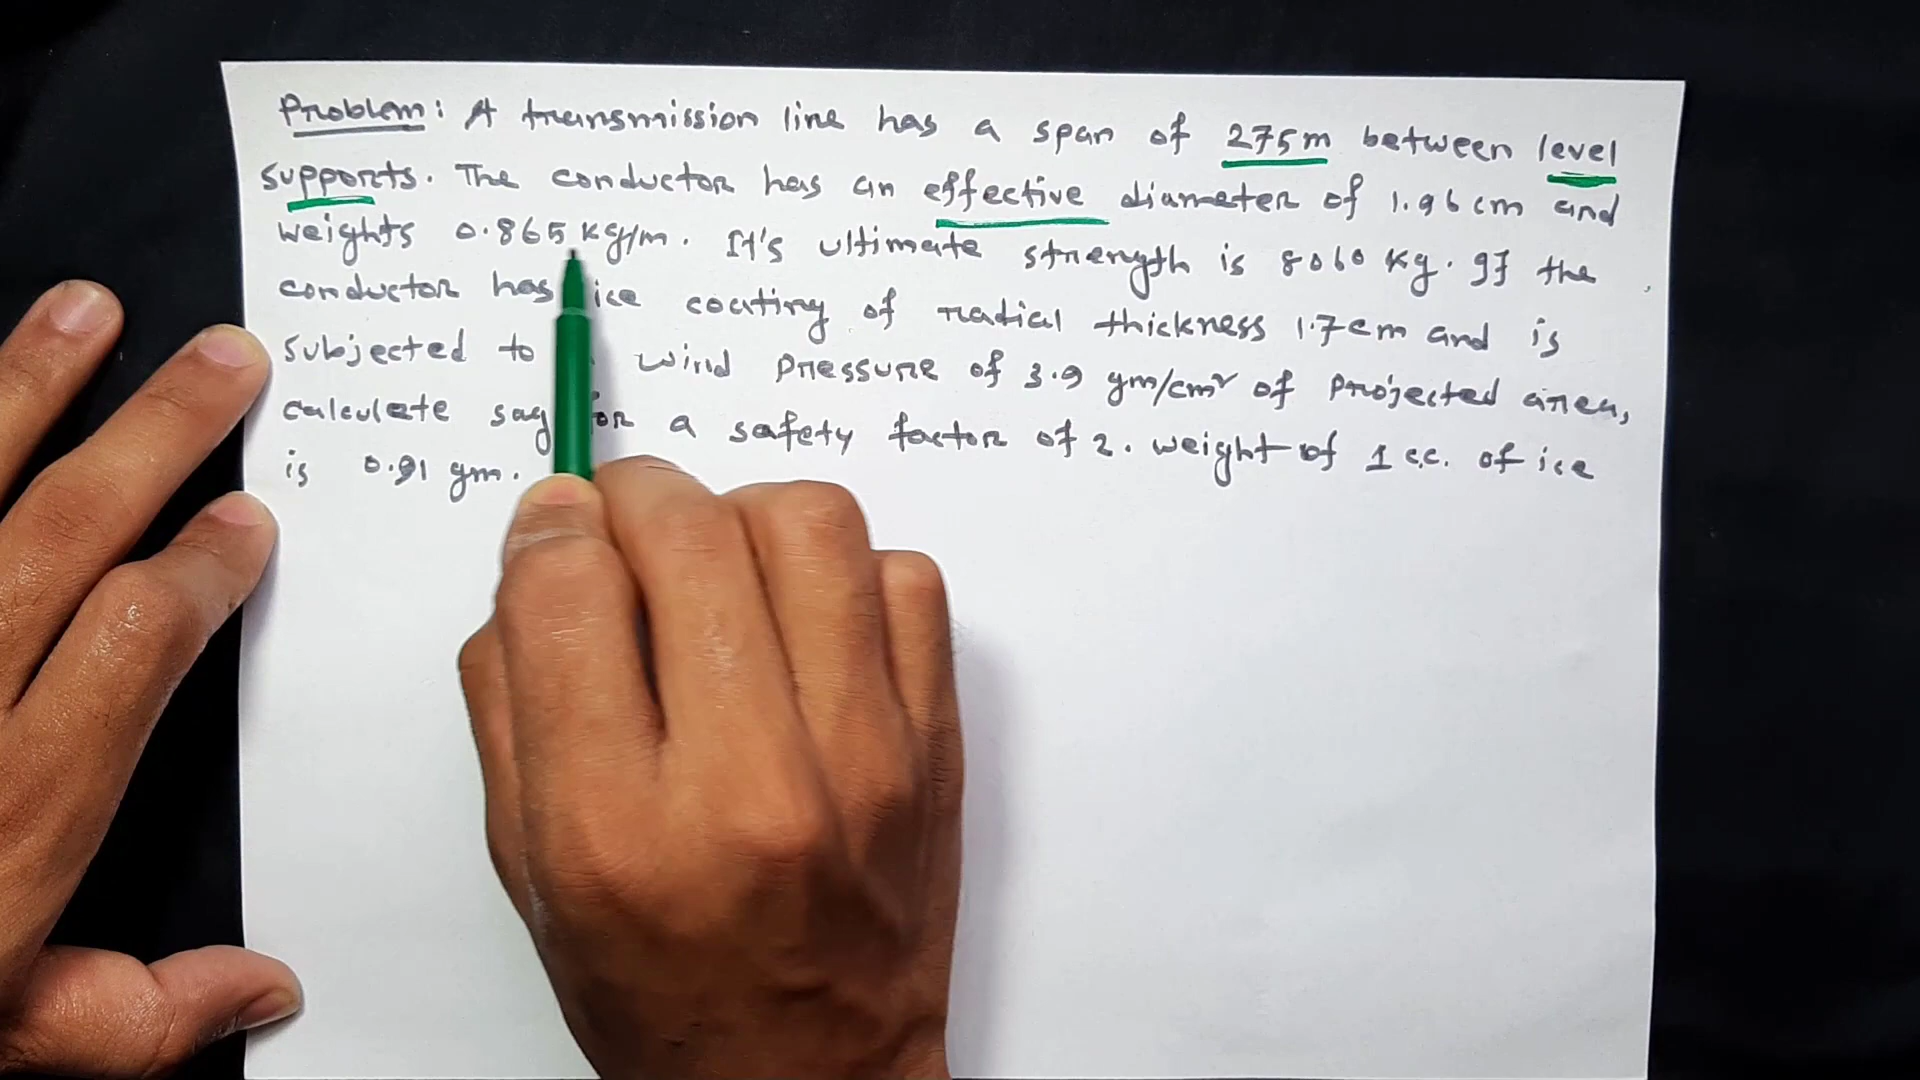 Problem: A transmission line has a span of 275m between level
supports. The conductor has an effective diameter of 1.96 cm and
weights 0.865 kg/m. It's ultimate strength is 8060 kg. If the
conductor has ice coating of radial thickness 1.7cm and is
subjected to wind pressure of 3.9 gm/cm² of projected area,
calculate sag for a safety factor of 2. weight of 1 c.c. of ice
is 0.91 gm.